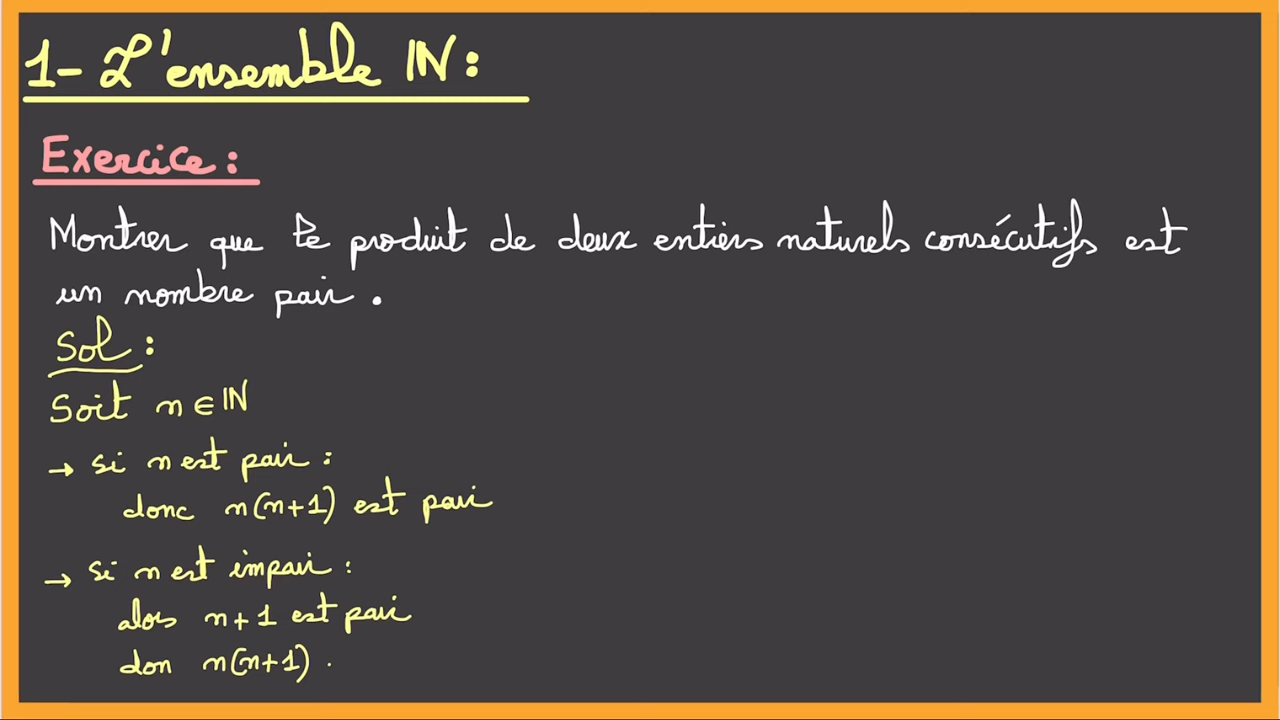 1- L'ensemble IN :
Exercice :
Montrer que le produit de deux entiers naturels consécutifs est
un nombre pair .
Sol :
Soit n ∈ IN
→ si n est pair :
donc n(n+1) est pair
→ si n est impair :
alors n+1 est pair
don n(n+1) .